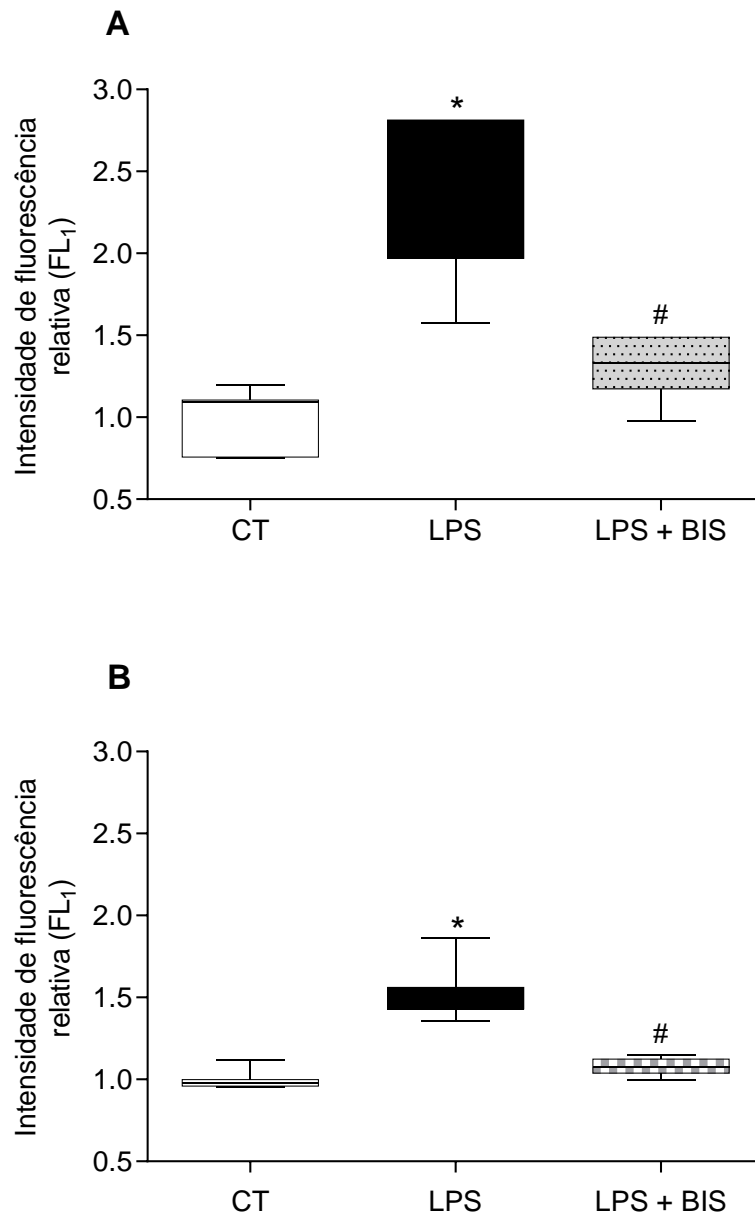 A
Intensidade de fluorescência
relativa (FL₁)
3.0
2.5
2.0
1.5
1.0
0.5
*
#
CT
LPS
LPS + BIS
B
Intensidade de fluorescência
relativa (FL₁)
3.0
2.5
2.0
1.5
1.0
0.5
*
#
CT
LPS
LPS + BIS